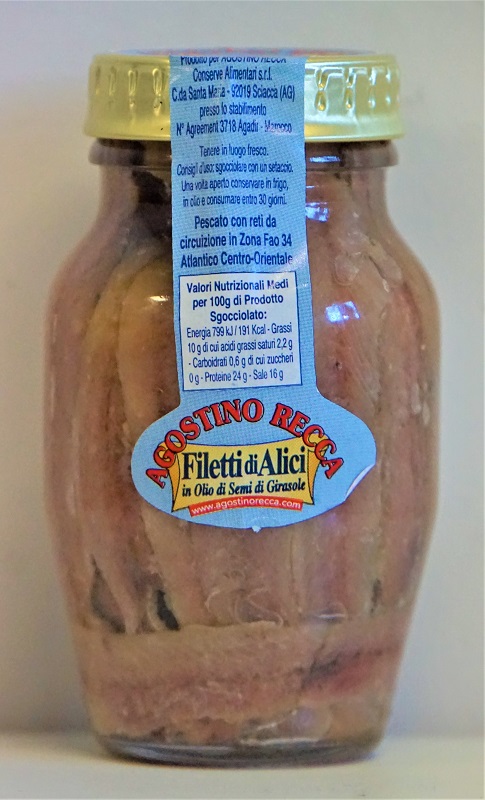 Prodotto per AGOSTINO RECCA
Conserve Alimentari s.r.l.
C.da Santa Maria - 92019 Sciacca (AG)
presso lo stabilimento
N° Agreement 3718 Agadir - Marocco
Tenere in luogo fresco.
Consigli d'uso: sgocciolare con un setaccio.
Una volta aperto conservare in frigo,
in olio e consumare entro 30 giorni.
Pescato con reti da
circuizione in Zona Fao 34
Atlantico Centro-Orientale
Valori Nutrizionali Medi
per 100g di Prodotto
Sgocciolato:
Energia 799 kJ / 191 Kcal - Grassi
10 g di cui acidi grassi saturi 2,2 g
- Carboidrati 0,6 g di cui zuccheri
0 g - Proteine 24 g - Sale 16 g
AGOSTINO RECCA
Filetti di Alici
in Olio di Semi di Girasole
www.agostinorecca.com